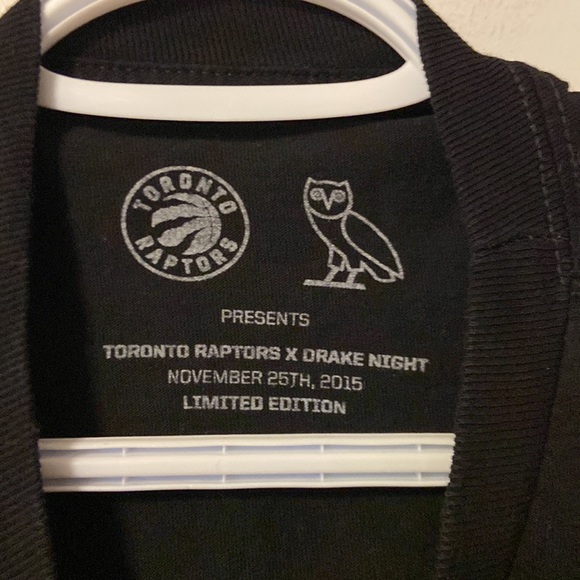 TORONTO
RAPTORS
PRESENTS
TORONTO RAPTORS X DRAKE NIGHT
NOVEMBER 25TH, 2015
LIMITED EDITION